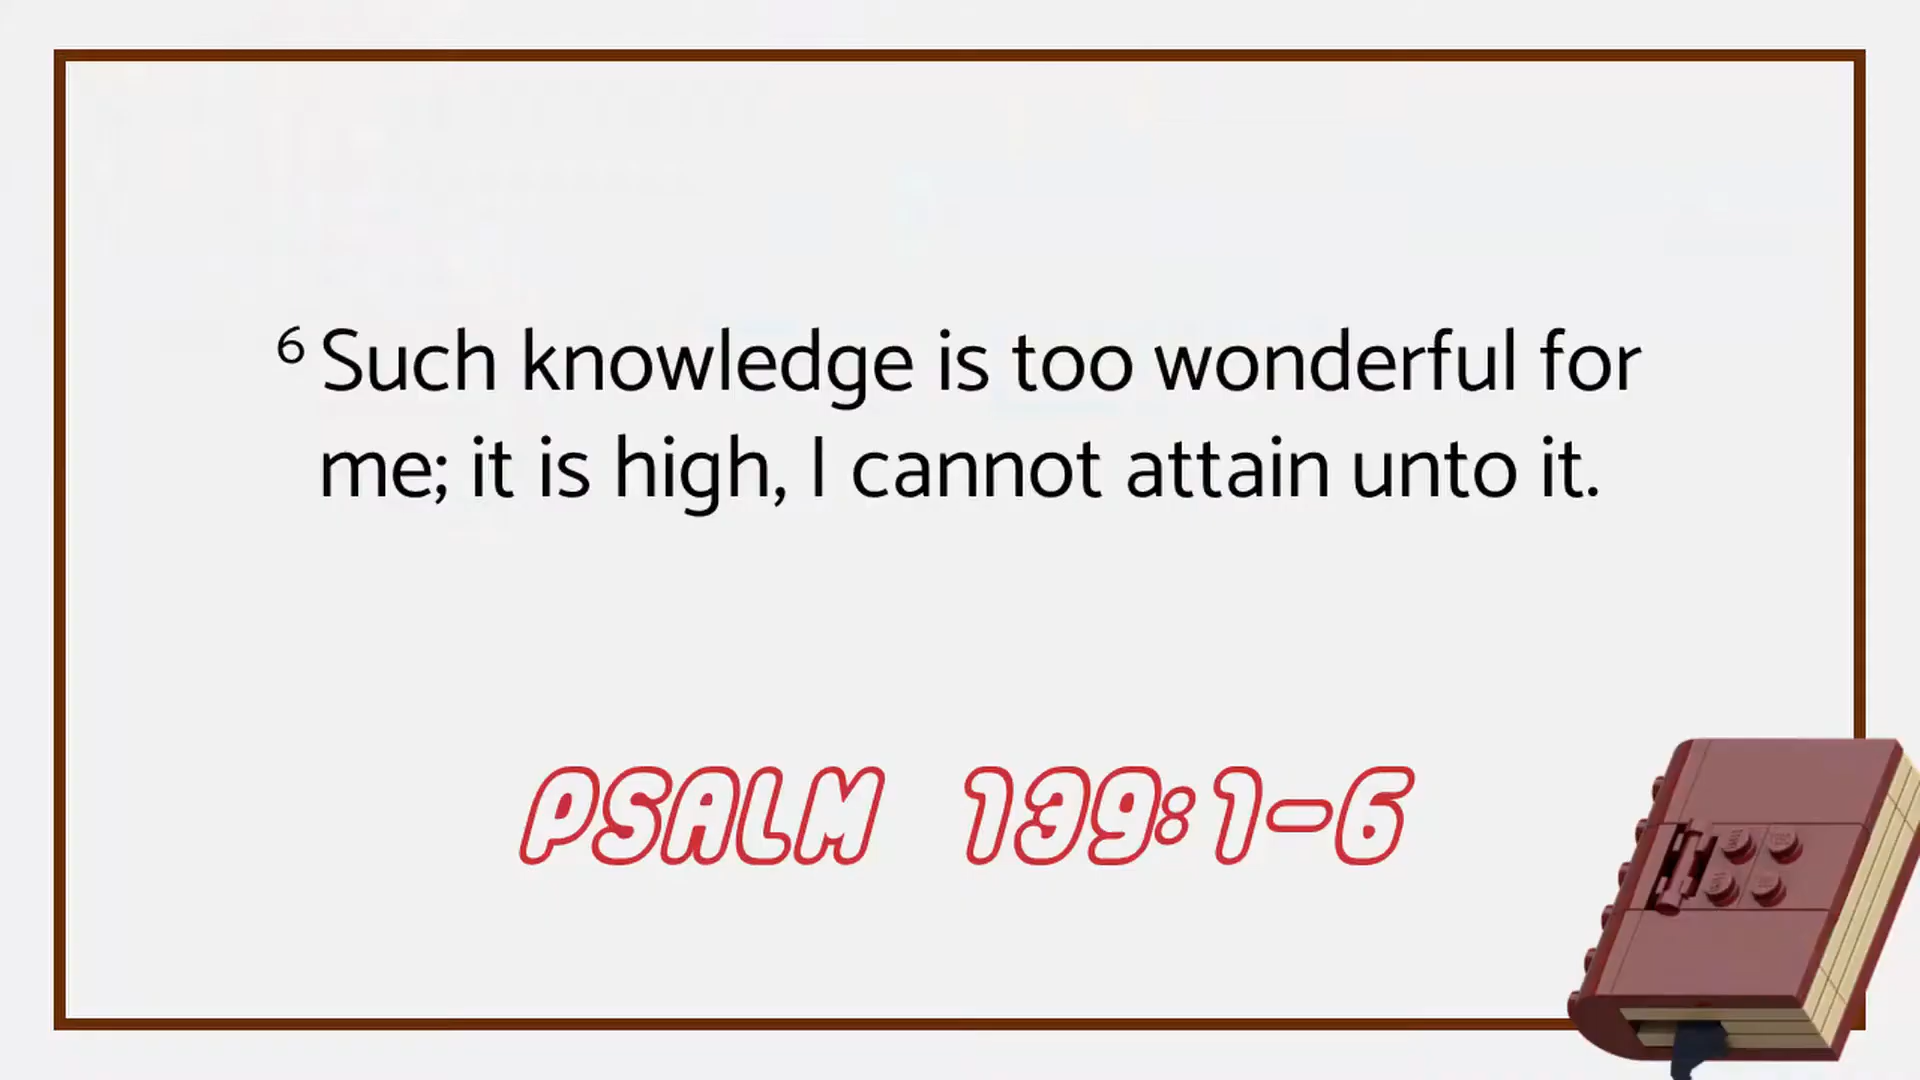 6 Such knowledge is too wonderful for
me; it is high, I cannot attain unto it.
PSALM 139:1-6